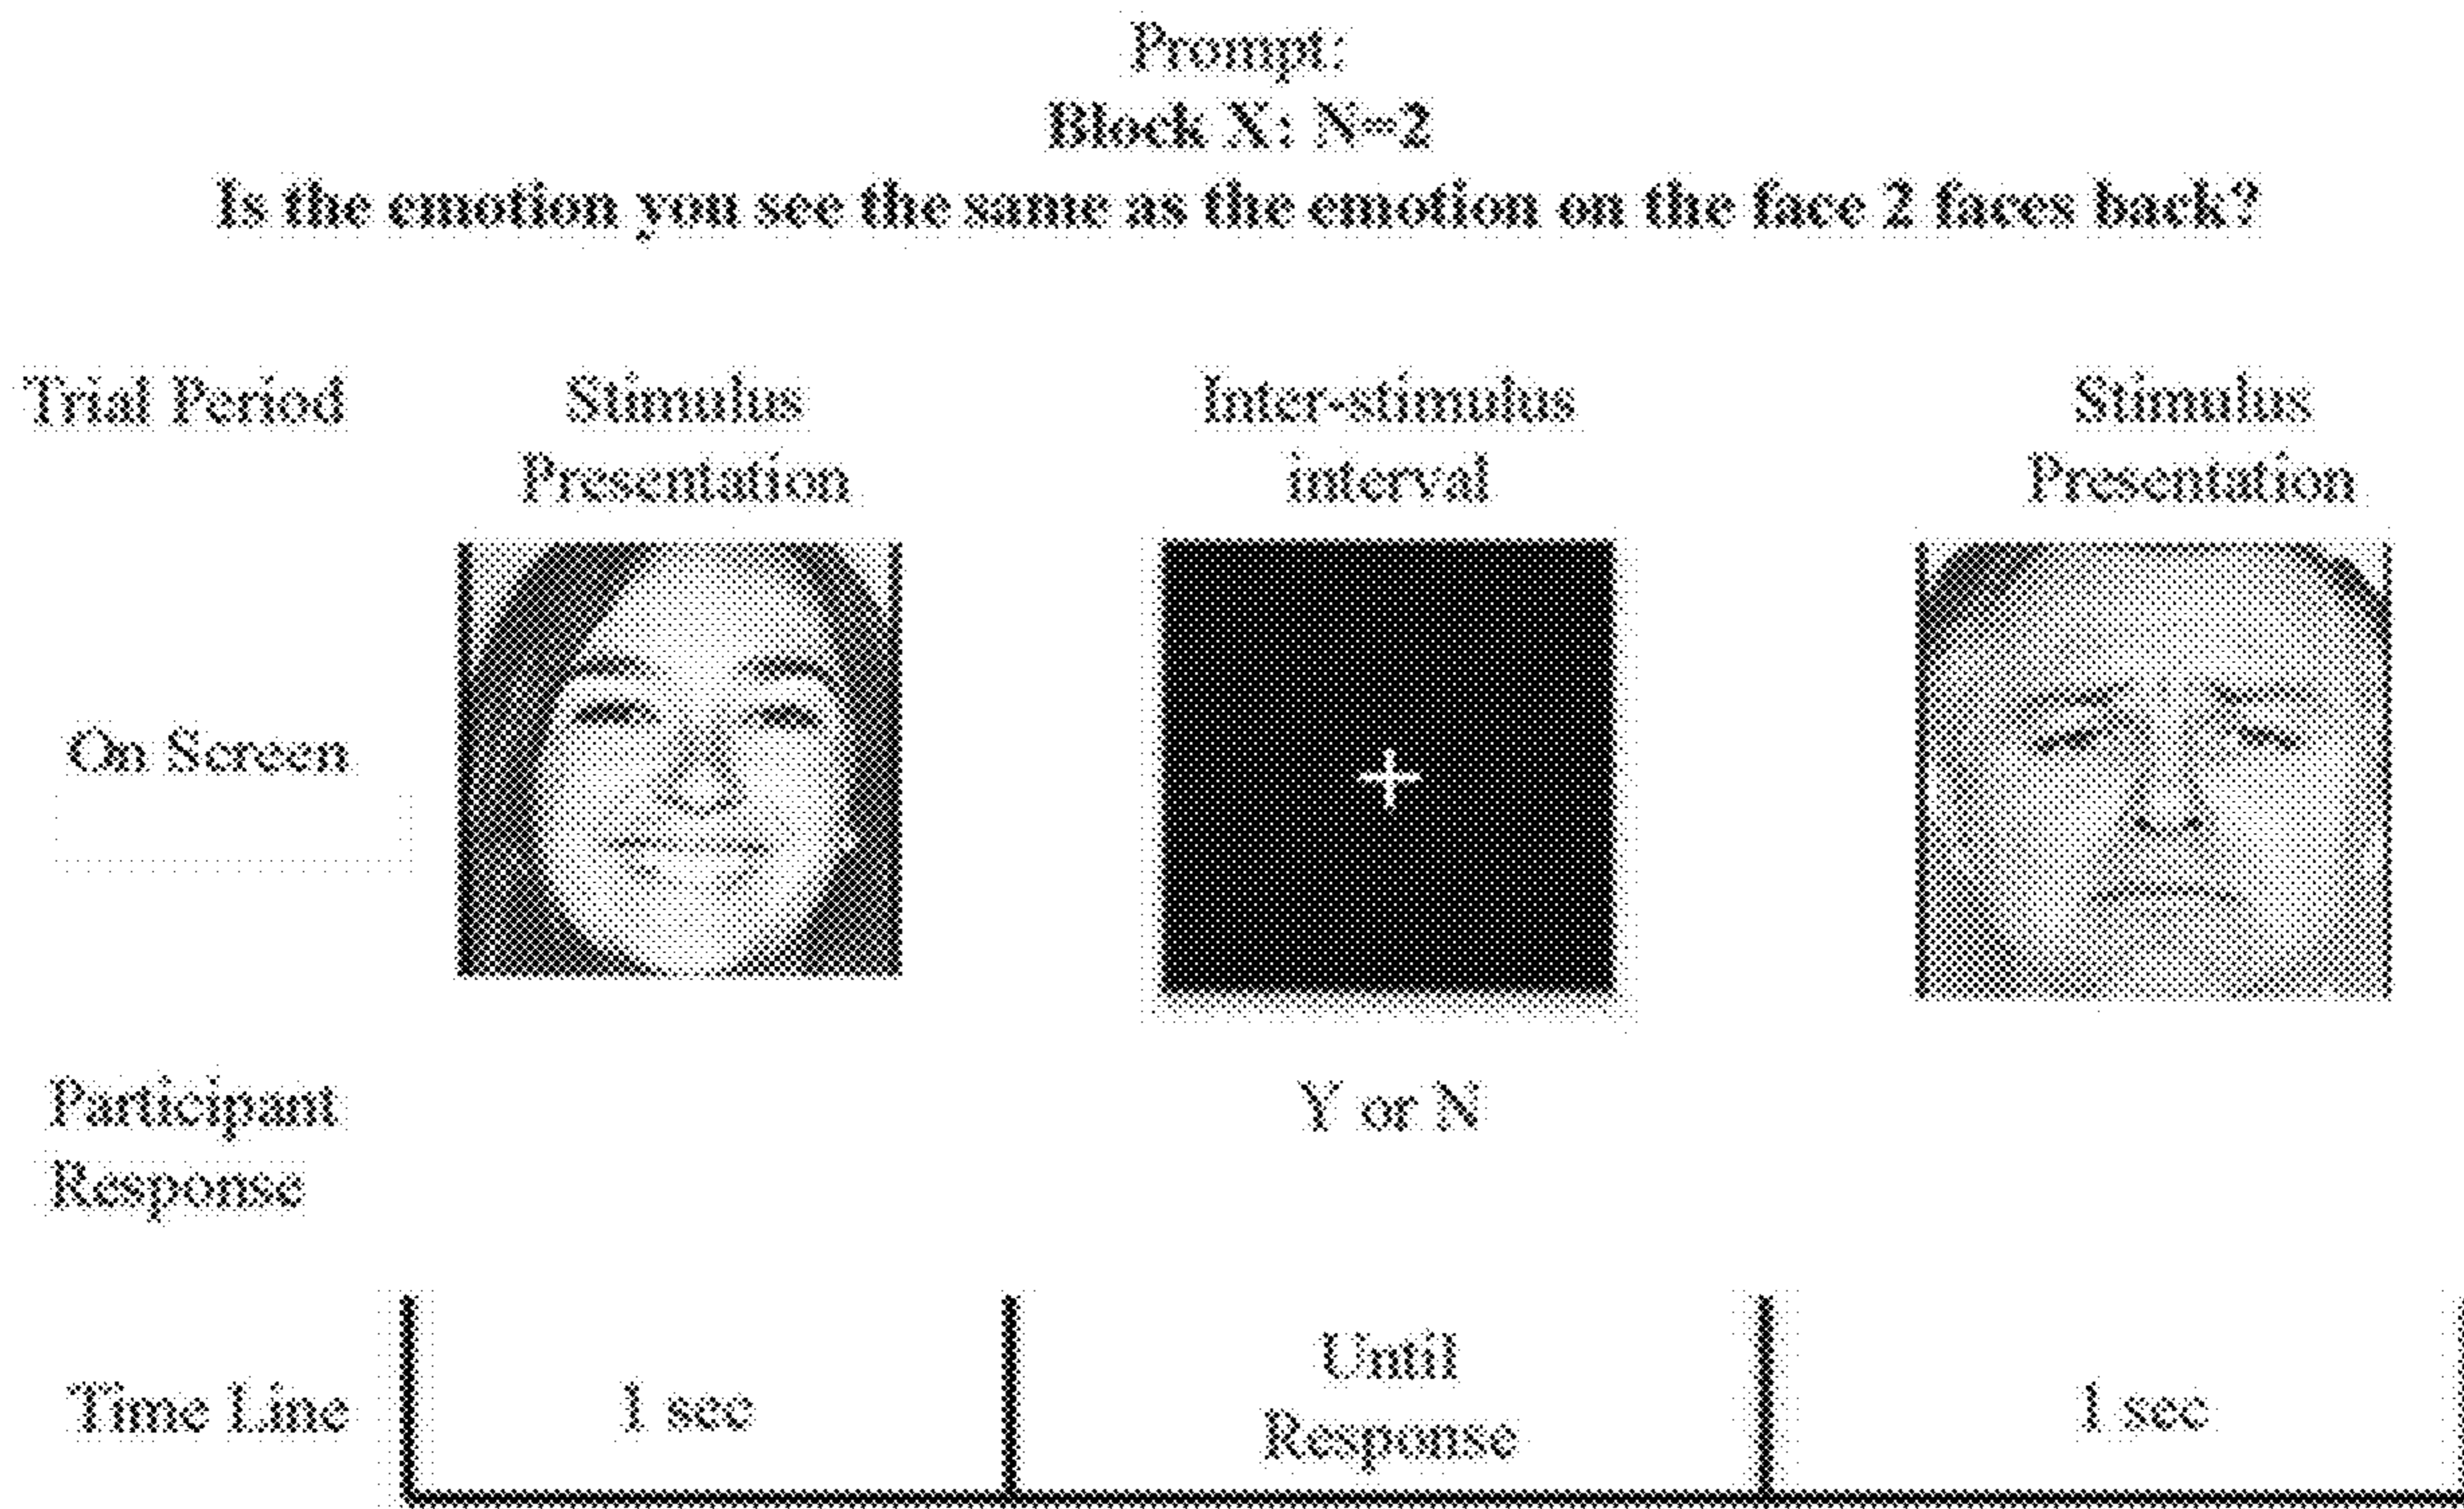 Prompt:
Block X: N=2
Is the emotion you see the same as the emotion on the face 2 faces back?
Trial Period
Stimulus
Presentation
Inter-stimulus
interval
Stimulus
Presentation
On Screen
Participant
Response
Y or N
Time Line
1 sec
Until
Response
1 sec